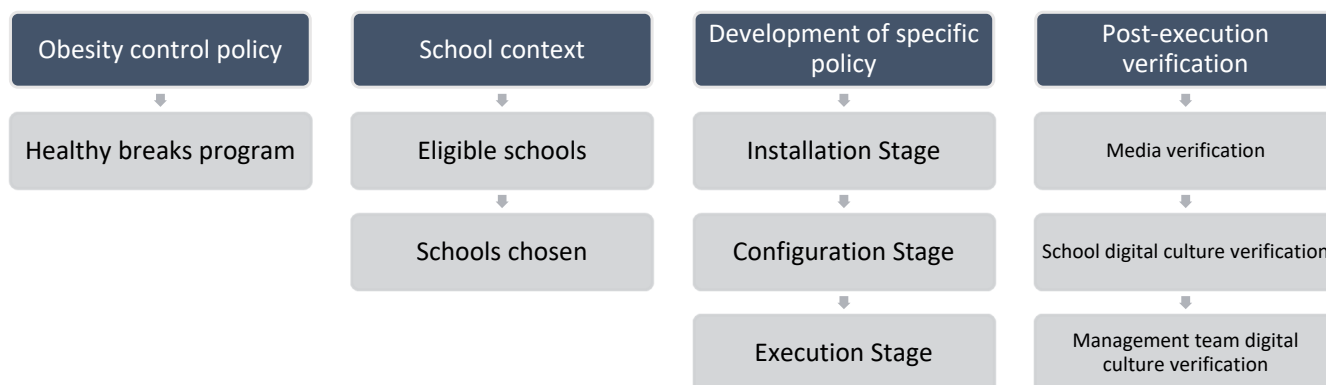 Obesity control policy
Healthy breaks program
School context
Eligible schools
Schools chosen
Development of specific
policy
Installation Stage
Configuration Stage
Execution Stage
Post-execution
verification
Media verification
School digital culture verification
Management team digital
culture verification